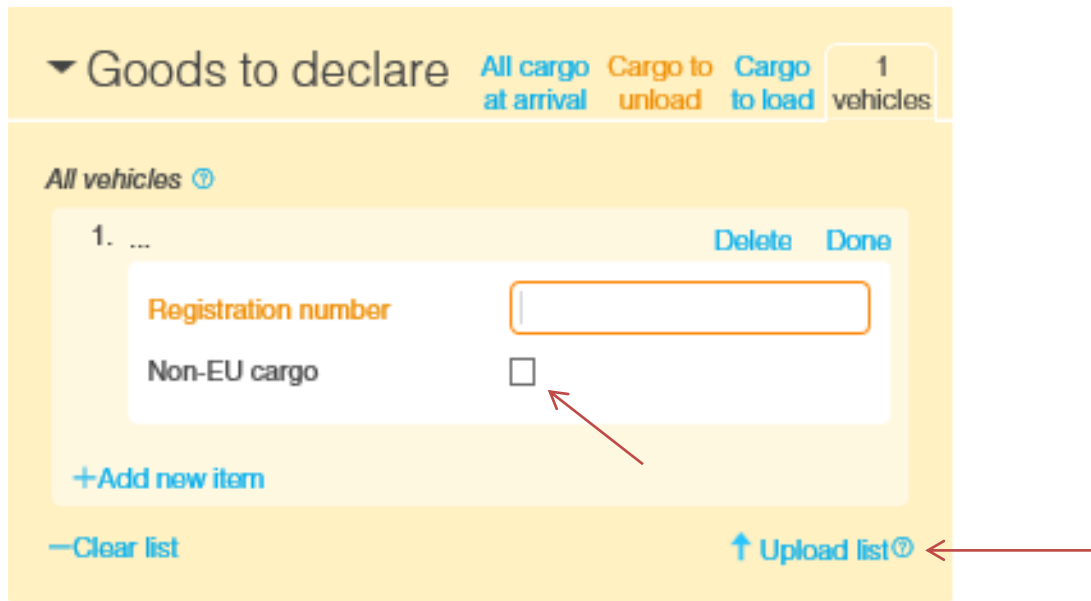 Goods to declare
All cargo at arrival
Cargo to unload
Cargo to load
1 vehicles
All vehicles ?
1. ...
Delete Done
Registration number
Non-EU cargo
+Add new item
−Clear list
Upload list?